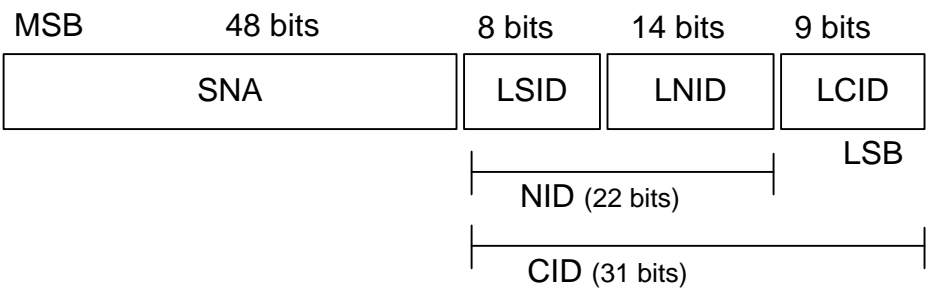 MSB 48 bits 8 bits 14 bits 9 bits
SNA LSID LNID LCID
LSB
NID (22 bits)
CID (31 bits)